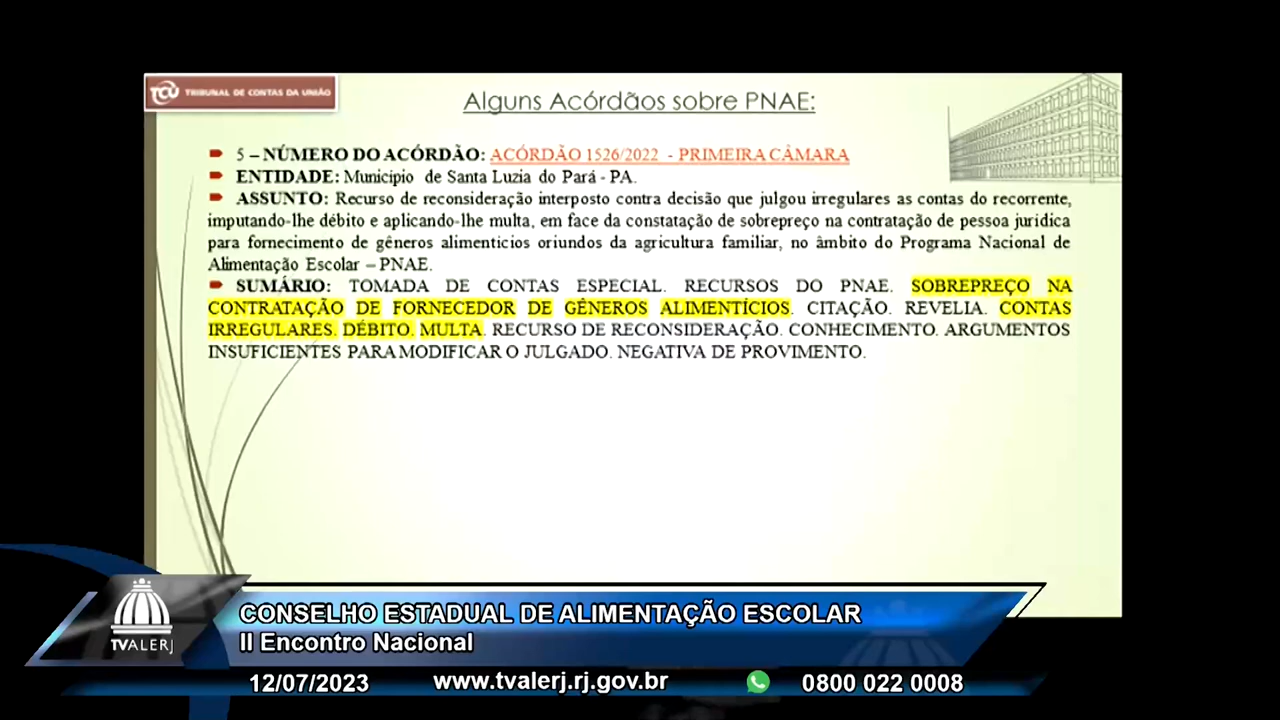 TCU TRIBUNAL DE CONTAS DA UNIÃO
Alguns Acórdãos sobre PNAE:
5 – NÚMERO DO ACÓRDÃO: ACÓRDÃO 1526/2022 - PRIMEIRA CÂMARA
ENTIDADE: Município de Santa Luzia do Pará - PA.
ASSUNTO: Recurso de reconsideração interposto contra decisão que julgou irregulares as contas do recorrente,
imputando-lhe débito e aplicando-lhe multa, em face da constatação de sobrepreço na contratação de pessoa jurídica
para fornecimento de gêneros alimentícios oriundos da agricultura familiar, no âmbito do Programa Nacional de
Alimentação Escolar – PNAE.
SUMÁRIO: TOMADA DE CONTAS ESPECIAL. RECURSOS DO PNAE. SOBREPREÇO NA
CONTRATAÇÃO DE FORNECEDOR DE GÊNEROS ALIMENTÍCIOS. CITAÇÃO. REVELIA. CONTAS
IRREGULARES. DÉBITO. MULTA. RECURSO DE RECONSIDERAÇÃO. CONHECIMENTO. ARGUMENTOS
INSUFICIENTES PARA MODIFICAR O JULGADO. NEGATIVA DE PROVIMENTO.
CONSELHO ESTADUAL DE ALIMENTAÇÃO ESCOLAR
II Encontro Nacional
TVALERJ
12/07/2023 www.tvalerj.rj.gov.br 0800 022 0008